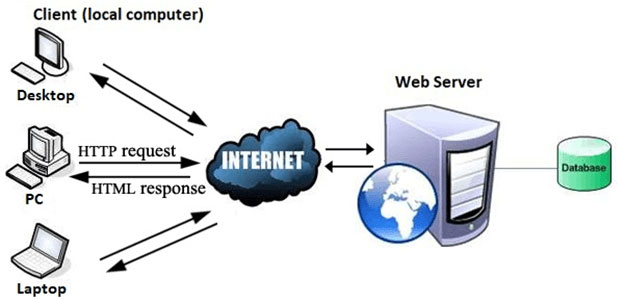 Client (local computer)
Desktop
HTTP request
HTML response
PC
Laptop
INTERNET
Web Server
Database